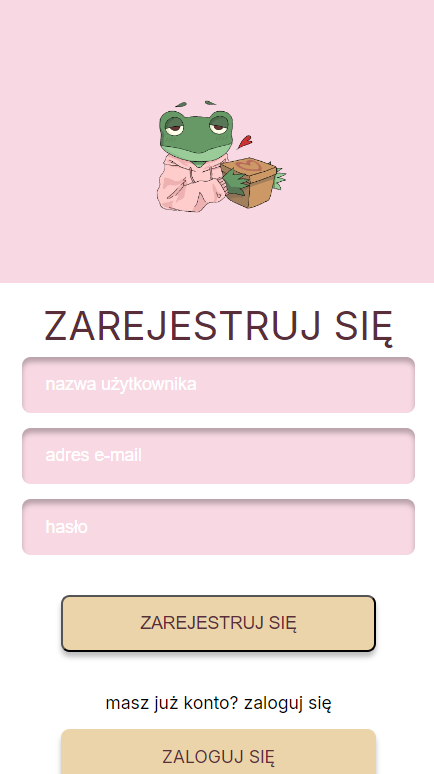 ZAREJESTRUJ SIĘ
nazwa użytkownika
adres e-mail
hasło
ZAREJESTRUJ SIĘ
masz już konto? zaloguj się
ZALOGUJ SIĘ